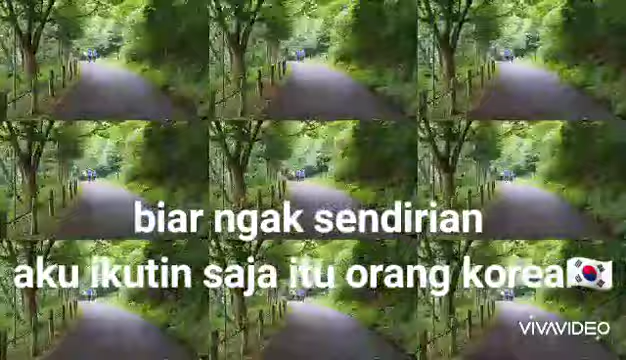 biar ngak sendirian
aku ikutin saja itu orang korea🇰🇷
VIVAVIDEO